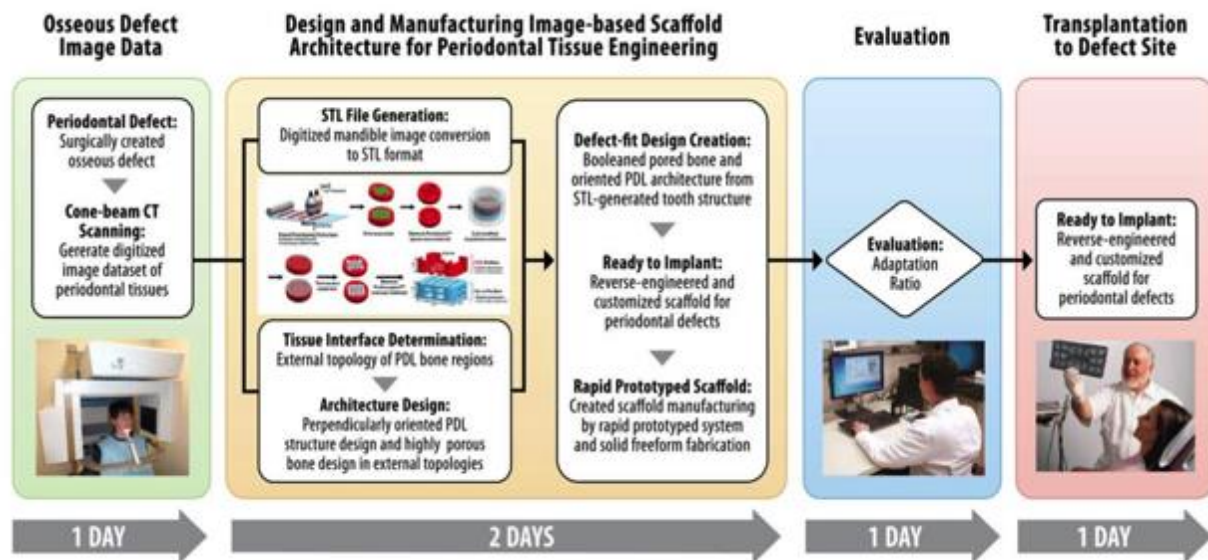 Osseous Defect
Image Data
Design and Manufacturing Image-based Scaffold
Architecture for Periodontal Tissue Engineering
Evaluation
Transplantation
to Defect Site
Periodontal Defect:
Surgically created
osseous defect
Cone-beam CT
Scanning:
Gererate digitized
image dataset of
periodontal tissues
STL File Generation:
Digitized mandible image conversion
to STL format
Tissue Interface Determination:
External topology of PDL bone regions
Architecture Design:
Perpendicularly oriented PDL
structure design and highly porous
bone design in external topologies
Defect-fit Design Creation:
Booleaned pored bone and
oriented PDL architecture from
STL-generated tooth structure
Ready to Implant:
Reverse-engineered and
customized scaffold for
periodontal defects
Rapid Prototyped Scaffold:
Created scaffold manufacturing
by rapid prototyped system
and solid freeform fabrication
Evaluation:
Adaptation
Ratio
Ready to Implant:
Reverse-engineered
and customized
scaffold for
periodontal defects
1 DAY
2 DAYS
1 DAY
1 DAY